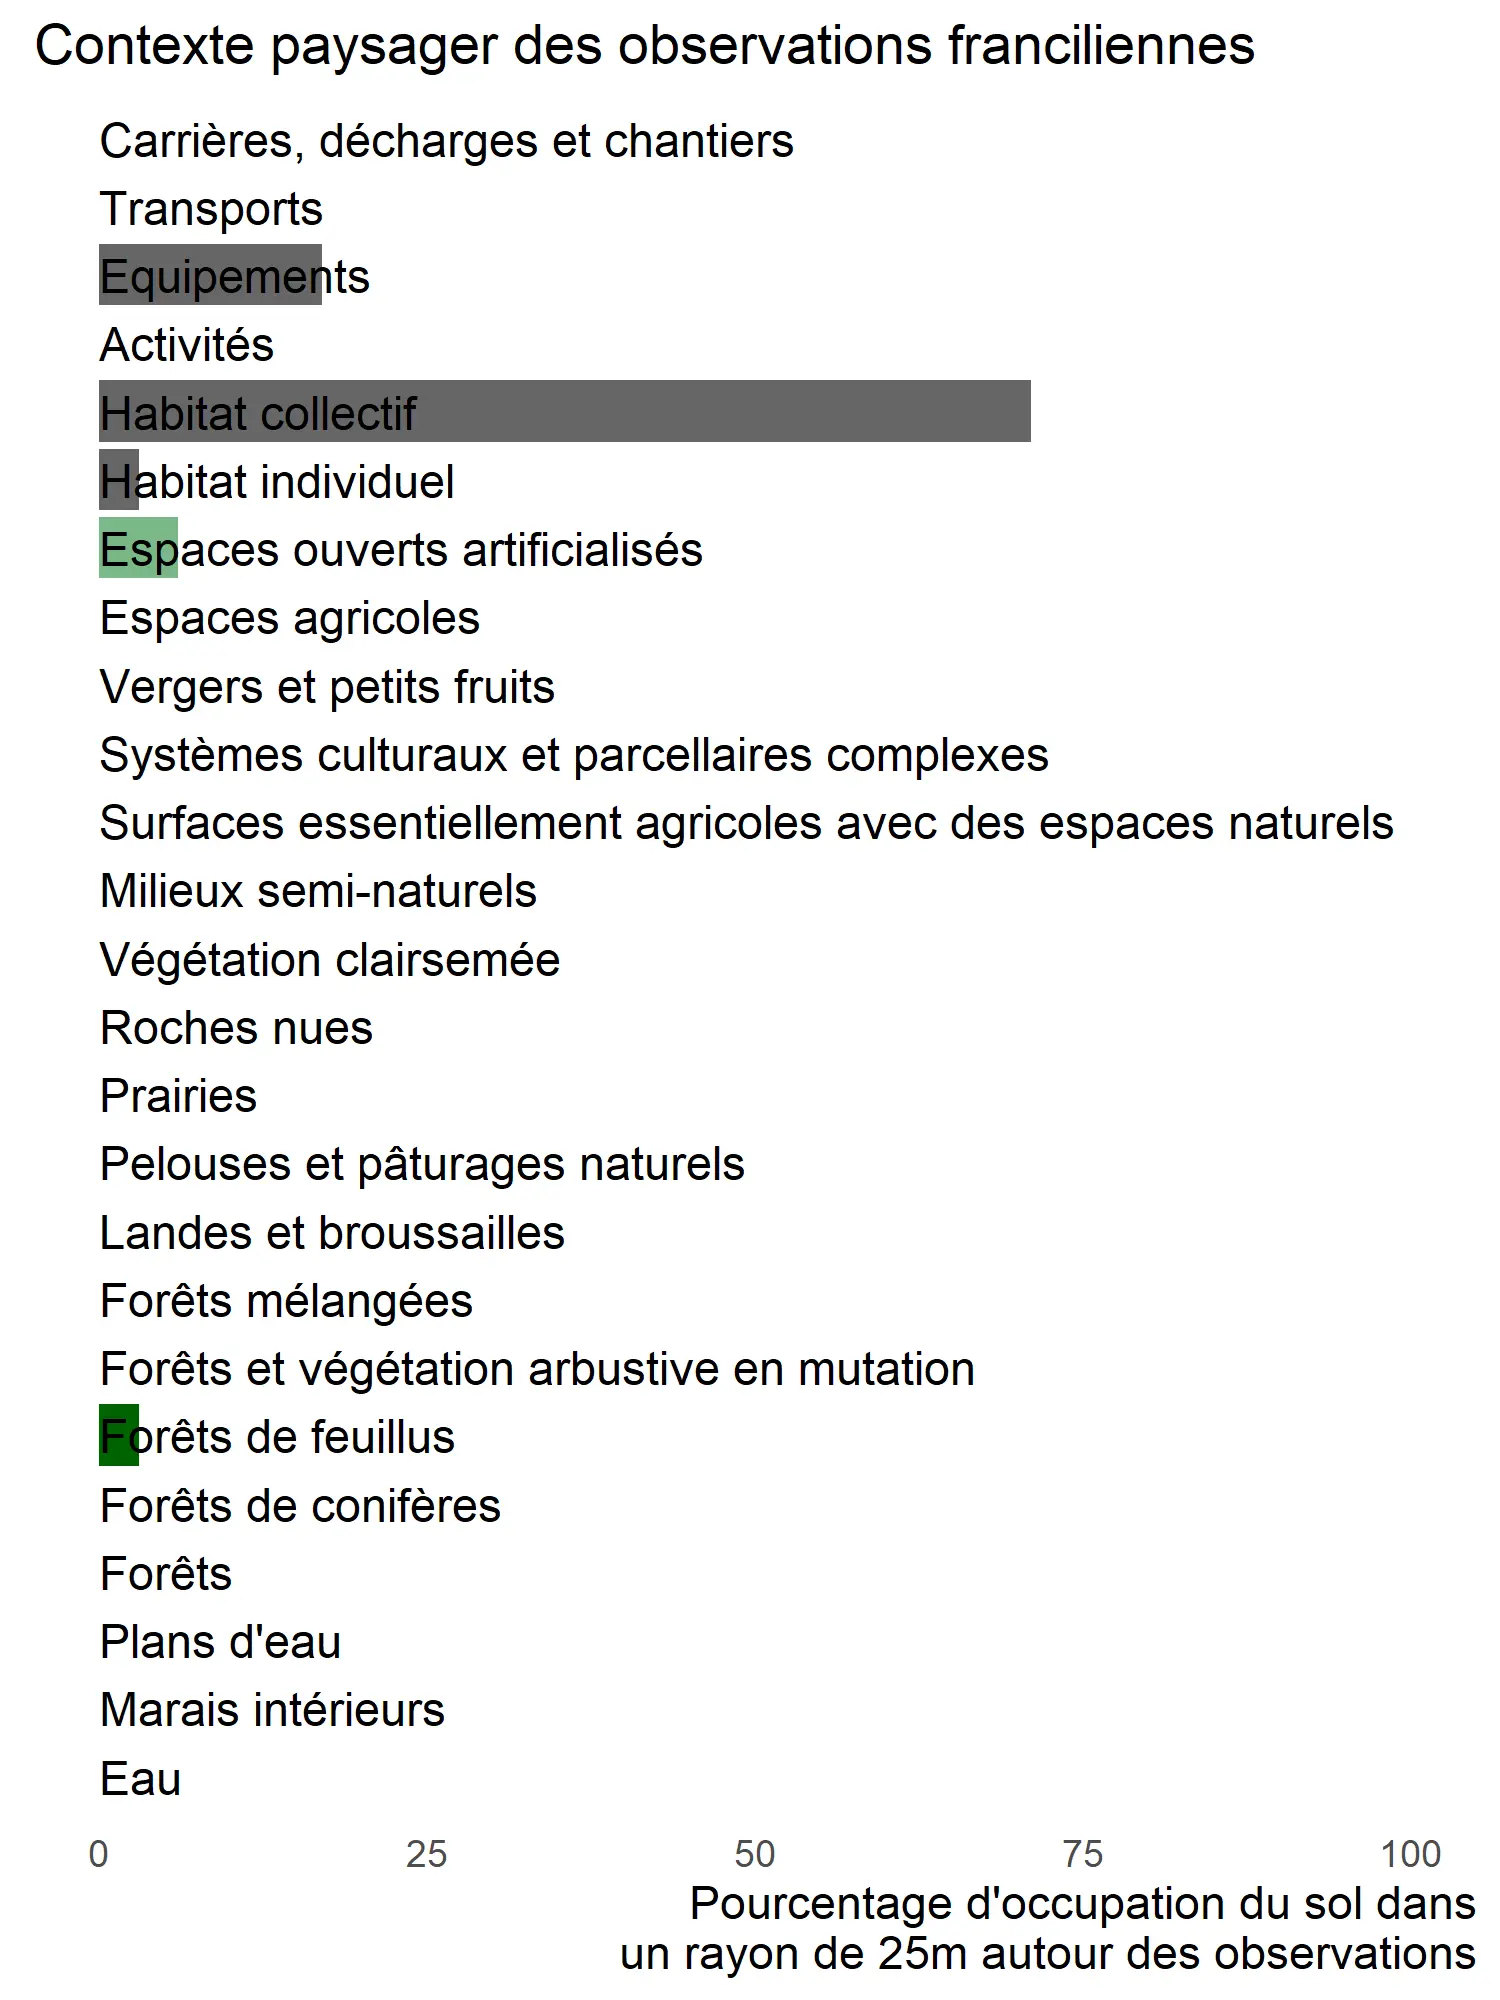 Contexte paysager des observations franciliennes
Carrières, décharges et chantiers
Transports
Equipements
Activités
Habitat collectif
Habitat individuel
Espaces ouverts artificialisés
Espaces agricoles
Vergers et petits fruits
Systèmes culturaux et parcellaires complexes
Surfaces essentiellement agricoles avec des espaces naturels
Milieux semi-naturels
Végétation clairsemée
Roches nues
Prairies
Pelouses et pâturages naturels
Landes et broussailles
Forêts mélangées
Forêts et végétation arbustive en mutation
Forêts de feuillus
Forêts de conifères
Forêts
Plans d'eau
Marais intérieurs
Eau
0 25 50 75 100
Pourcentage d'occupation du sol dans
un rayon de 25m autour des observations